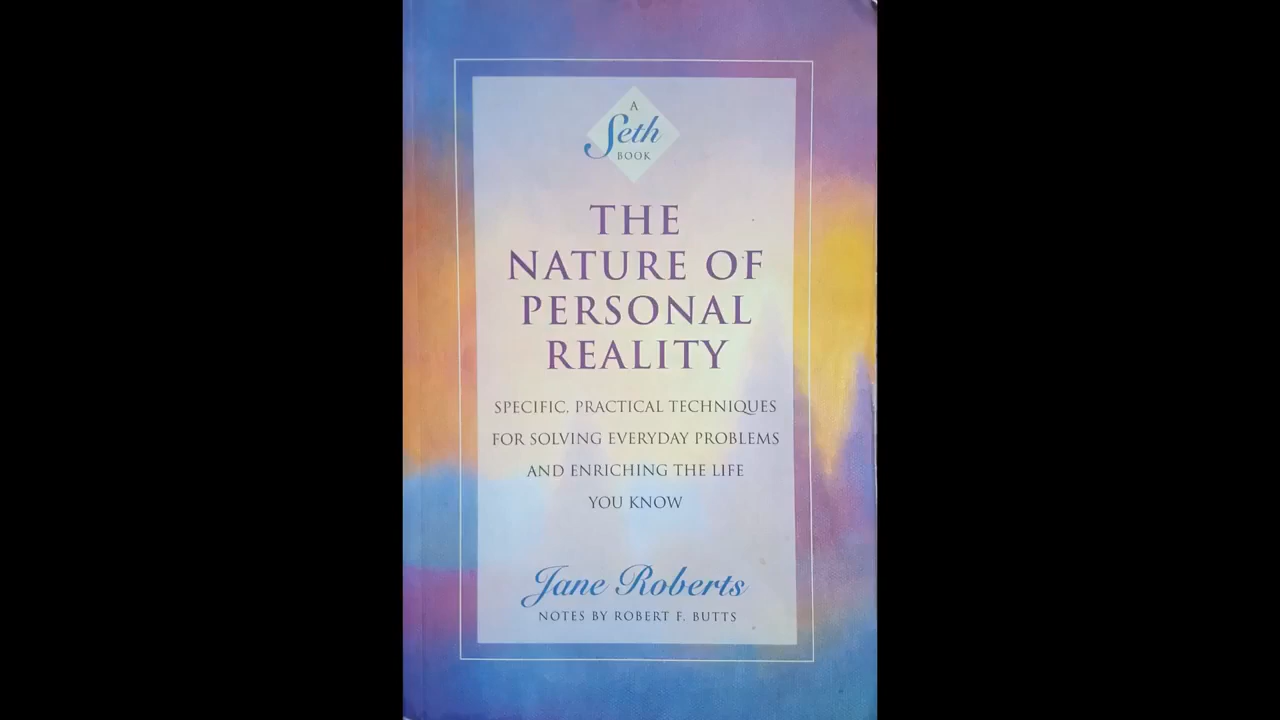 A
Seth
BOOK
THE
NATURE OF
PERSONAL
REALITY
SPECIFIC, PRACTICAL TECHNIQUES
FOR SOLVING EVERYDAY PROBLEMS
AND ENRICHING THE LIFE
YOU KNOW
Jane Roberts
NOTES BY ROBERT F. BUTTS